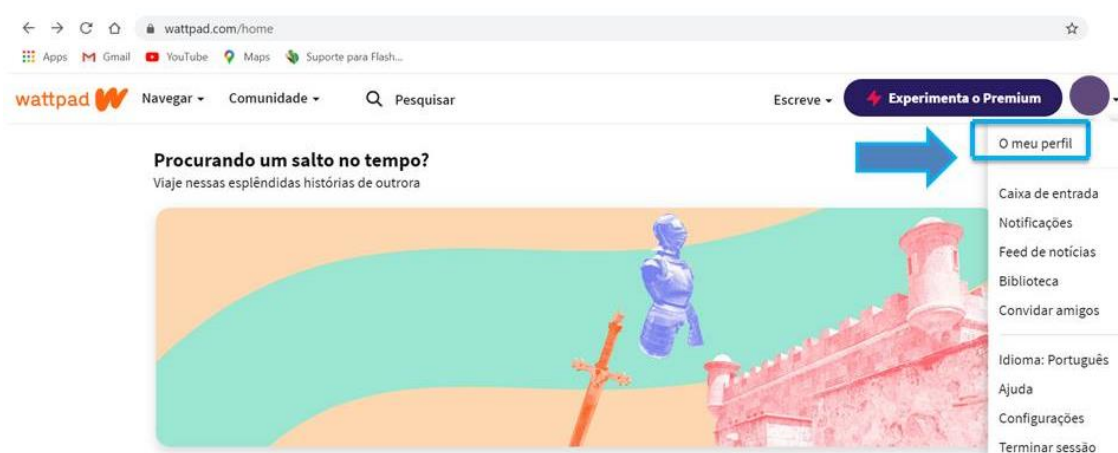 wattpad.com/home
Apps Gmail YouTube Maps Suporte para Flash...
wattpad Navegar Comunidade Pesquisar Escreve Experimenta o Premium
O meu perfil
Procurando um salto no tempo?
Viaje nessas esplêndidas histórias de outrora
Caixa de entrada
Notificações
Feed de notícias
Biblioteca
Convidar amigos
Idioma: Português
Ajuda
Configurações
Terminar sessão